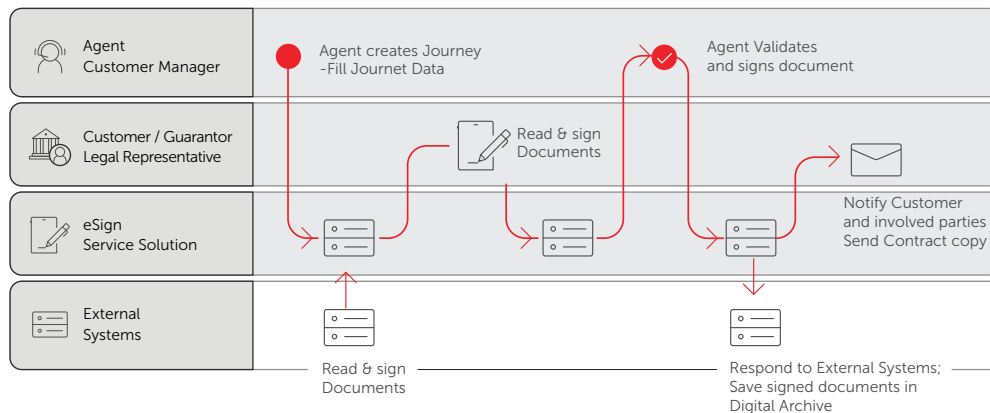 Agent
Customer Manager
Agent creates Journey
-Fill Journet Data
Agent Validates
and signs document
Customer / Guarantor
Legal Representative
Read & sign
Documents
eSign
Service Solution
Notify Customer
and involved parties
Send Contract copy
External
Systems
Read & sign
Documents
Respond to External Systems;
Save signed documents in
Digital Archive